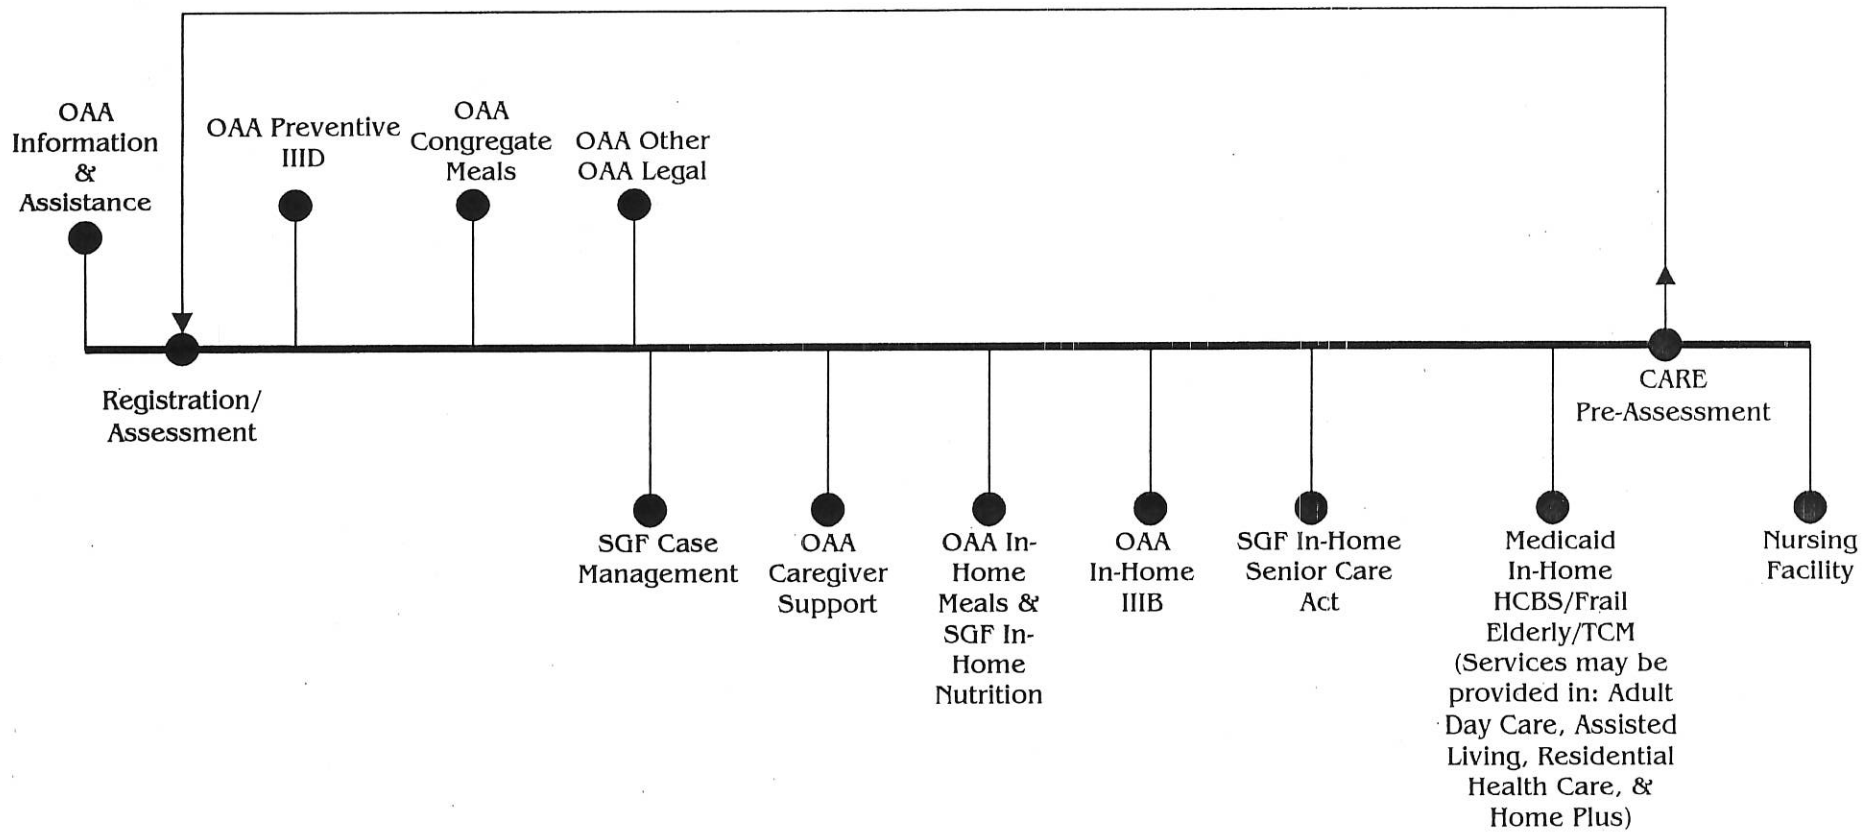 OAA
Information
&
Assistance
OAA Preventive
IIID
OAA
Congregate
Meals
OAA Other
OAA Legal
Registration/
Assessment
CARE
Pre-Assessment
SGF Case
Management
OAA
Caregiver
Support
OAA In-
Home
Meals &
SGF In-
Home
Nutrition
OAA
In-Home
IIIB
SGF In-Home
Senior Care
Act
Medicaid
In-Home
HCBS/Frail
Elderly/TCM
(Services may be
provided in: Adult
Day Care, Assisted
Living, Residential
Health Care, &
Home Plus)
Nursing
Facility